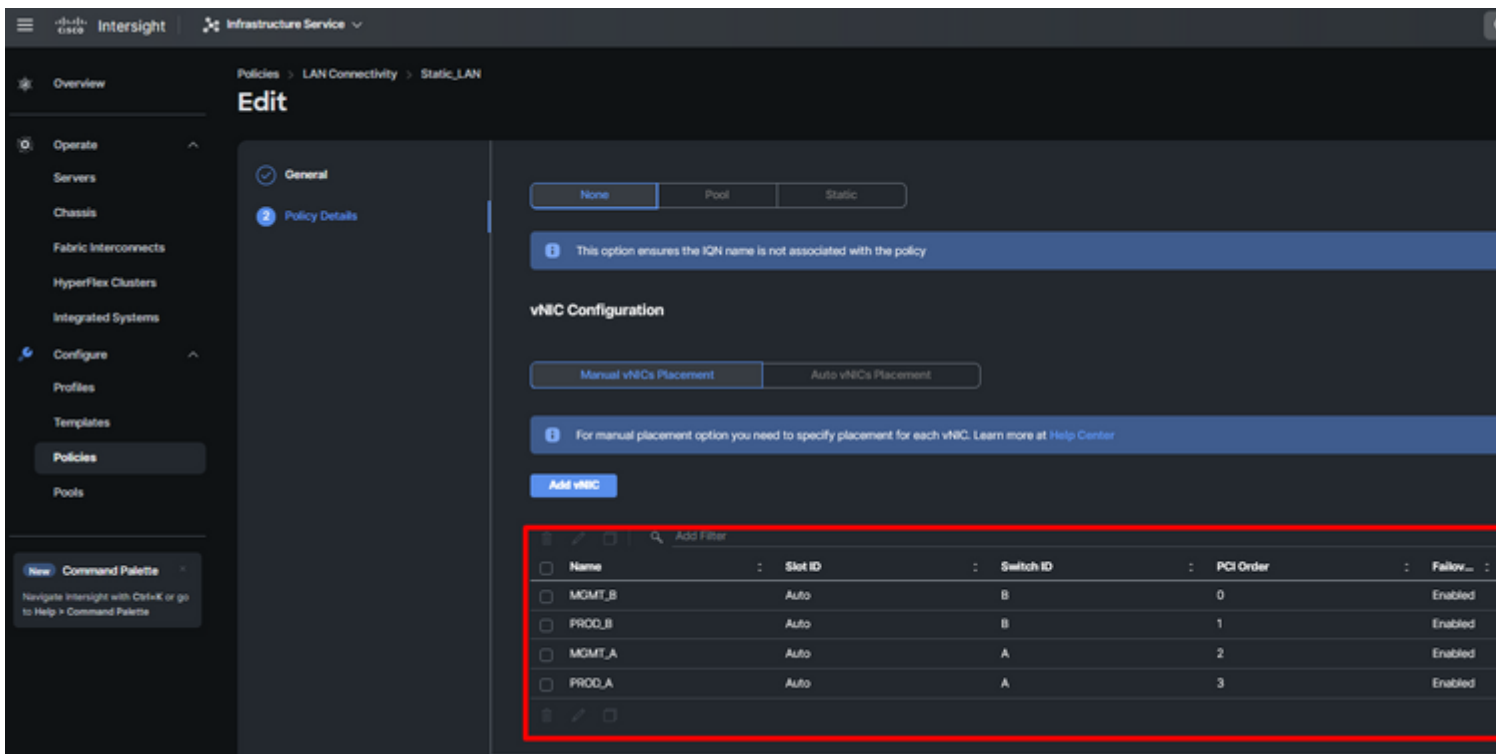 cisco Intersight Infrastructure Service
Overview
Operate
Servers
Chassis
Fabric Interconnects
HyperFlex Clusters
Integrated Systems
Configure
Profiles
Templates
Policies
Pools
New Command Palette
Navigate Intersight with Ctrl+K or go
to Help > Command Palette
Policies > LAN Connectivity > Static_LAN
Edit
General
2 Policy Details
None Pool Static
This option ensures the IQN name is not associated with the policy
vNIC Configuration
Manual vNICs Placement Auto vNICs Placement
For manual placement option you need to specify placement for each vNIC. Learn more at Help Center
Add vNIC
Add Filter
Name Slot ID Switch ID PCI Order Failov...
MGMT_B Auto B 0 Enabled
PROD_B Auto B 1 Enabled
MGMT_A Auto A 2 Enabled
PROD_A Auto A 3 Enabled